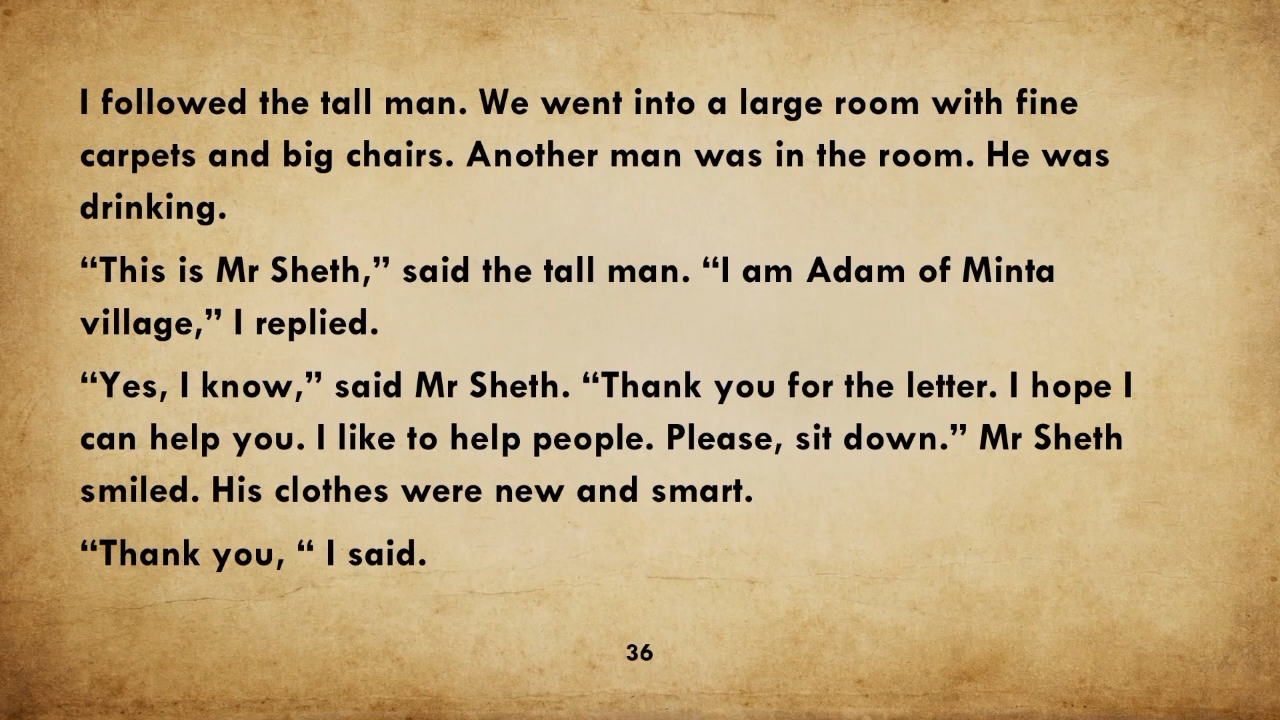 I followed the tall man. We went into a large room with fine
carpets and big chairs. Another man was in the room. He was
drinking.
“This is Mr Sheth,” said the tall man. “I am Adam of Minta
village,” I replied.
“Yes, I know,” said Mr Sheth. “Thank you for the letter. I hope I
can help you. I like to help people. Please, sit down.” Mr Sheth
smiled. His clothes were new and smart.
“Thank you, “ I said.
36